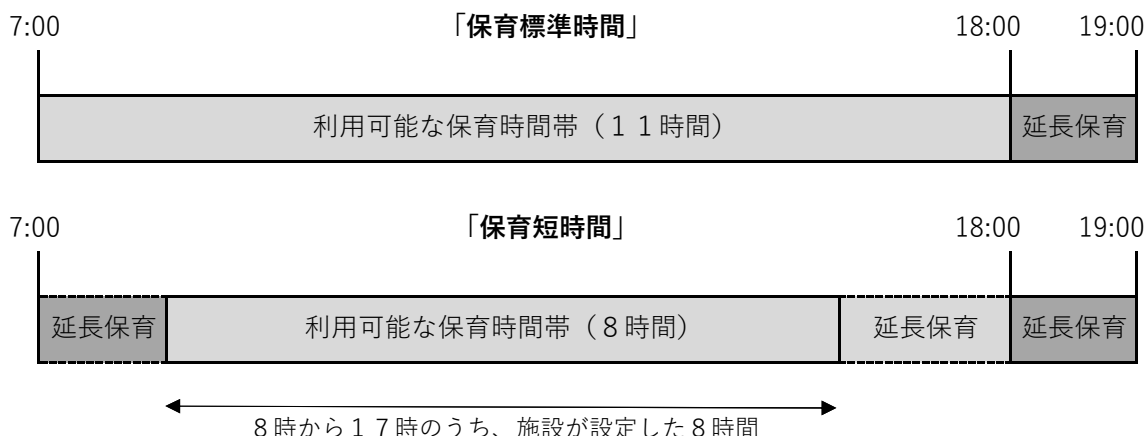 7:00 「保育標準時間」 18:00 19:00
利用可能な保育時間帯（１１時間） 延長保育
7:00 「保育短時間」 18:00 19:00
延長保育 利用可能な保育時間帯（８時間） 延長保育 延長保育
８時から１７時のうち、施設が設定した８時間